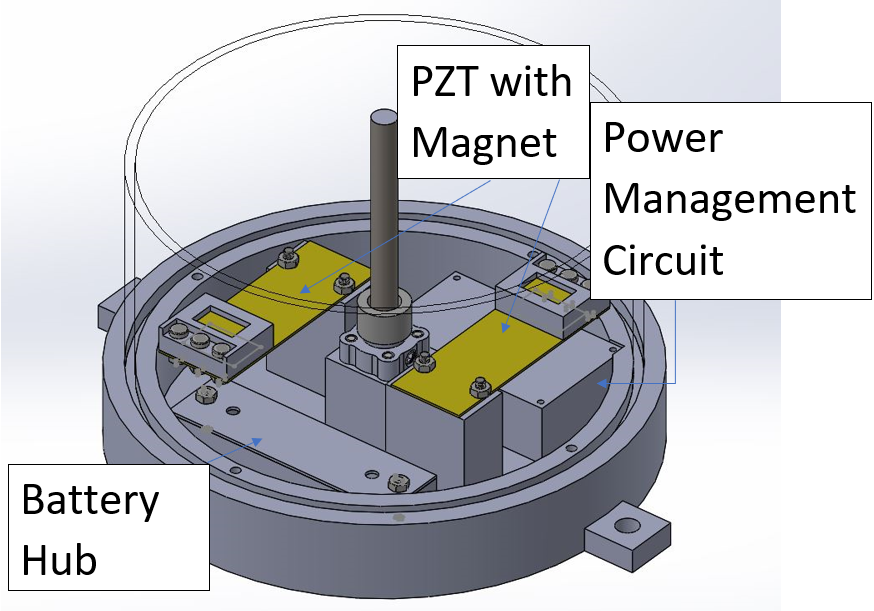 PZT with
Magnet
Power
Management
Circuit
Battery
Hub